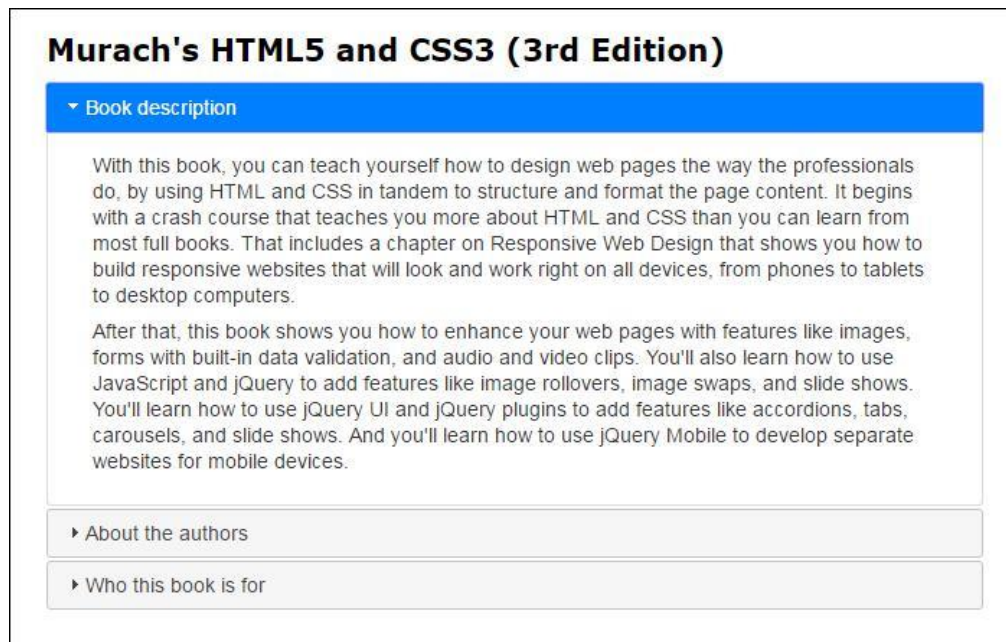 Murach's HTML5 and CSS3 (3rd Edition)
Book description
With this book, you can teach yourself how to design web pages the way the professionals
do, by using HTML and CSS in tandem to structure and format the page content. It begins
with a crash course that teaches you more about HTML and CSS than you can learn from
most full books. That includes a chapter on Responsive Web Design that shows you how to
build responsive websites that will look and work right on all devices, from phones to tablets
to desktop computers.
After that, this book shows you how to enhance your web pages with features like images,
forms with built-in data validation, and audio and video clips. You'll also learn how to use
JavaScript and jQuery to add features like image rollovers, image swaps, and slide shows.
You'll learn how to use jQuery UI and jQuery plugins to add features like accordions, tabs,
carousels, and slide shows. And you'll learn how to use jQuery Mobile to develop separate
websites for mobile devices.
About the authors
Who this book is for